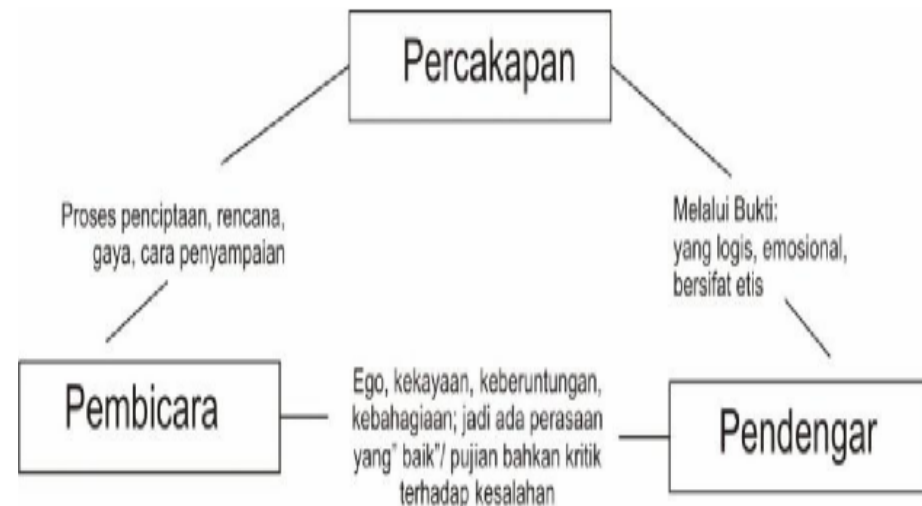 Percakapan
Proses penciptaan, rencana,
gaya, cara penyampaian
Melalui Bukti:
yang logis, emosional,
bersifat etis
Pembicara
Ego, kekayaan, keberuntungan,
kebahagiaan; jadi ada perasaan
yang" baik"/ pujian bahkan kritik
terhadap kesalahan
Pendengar